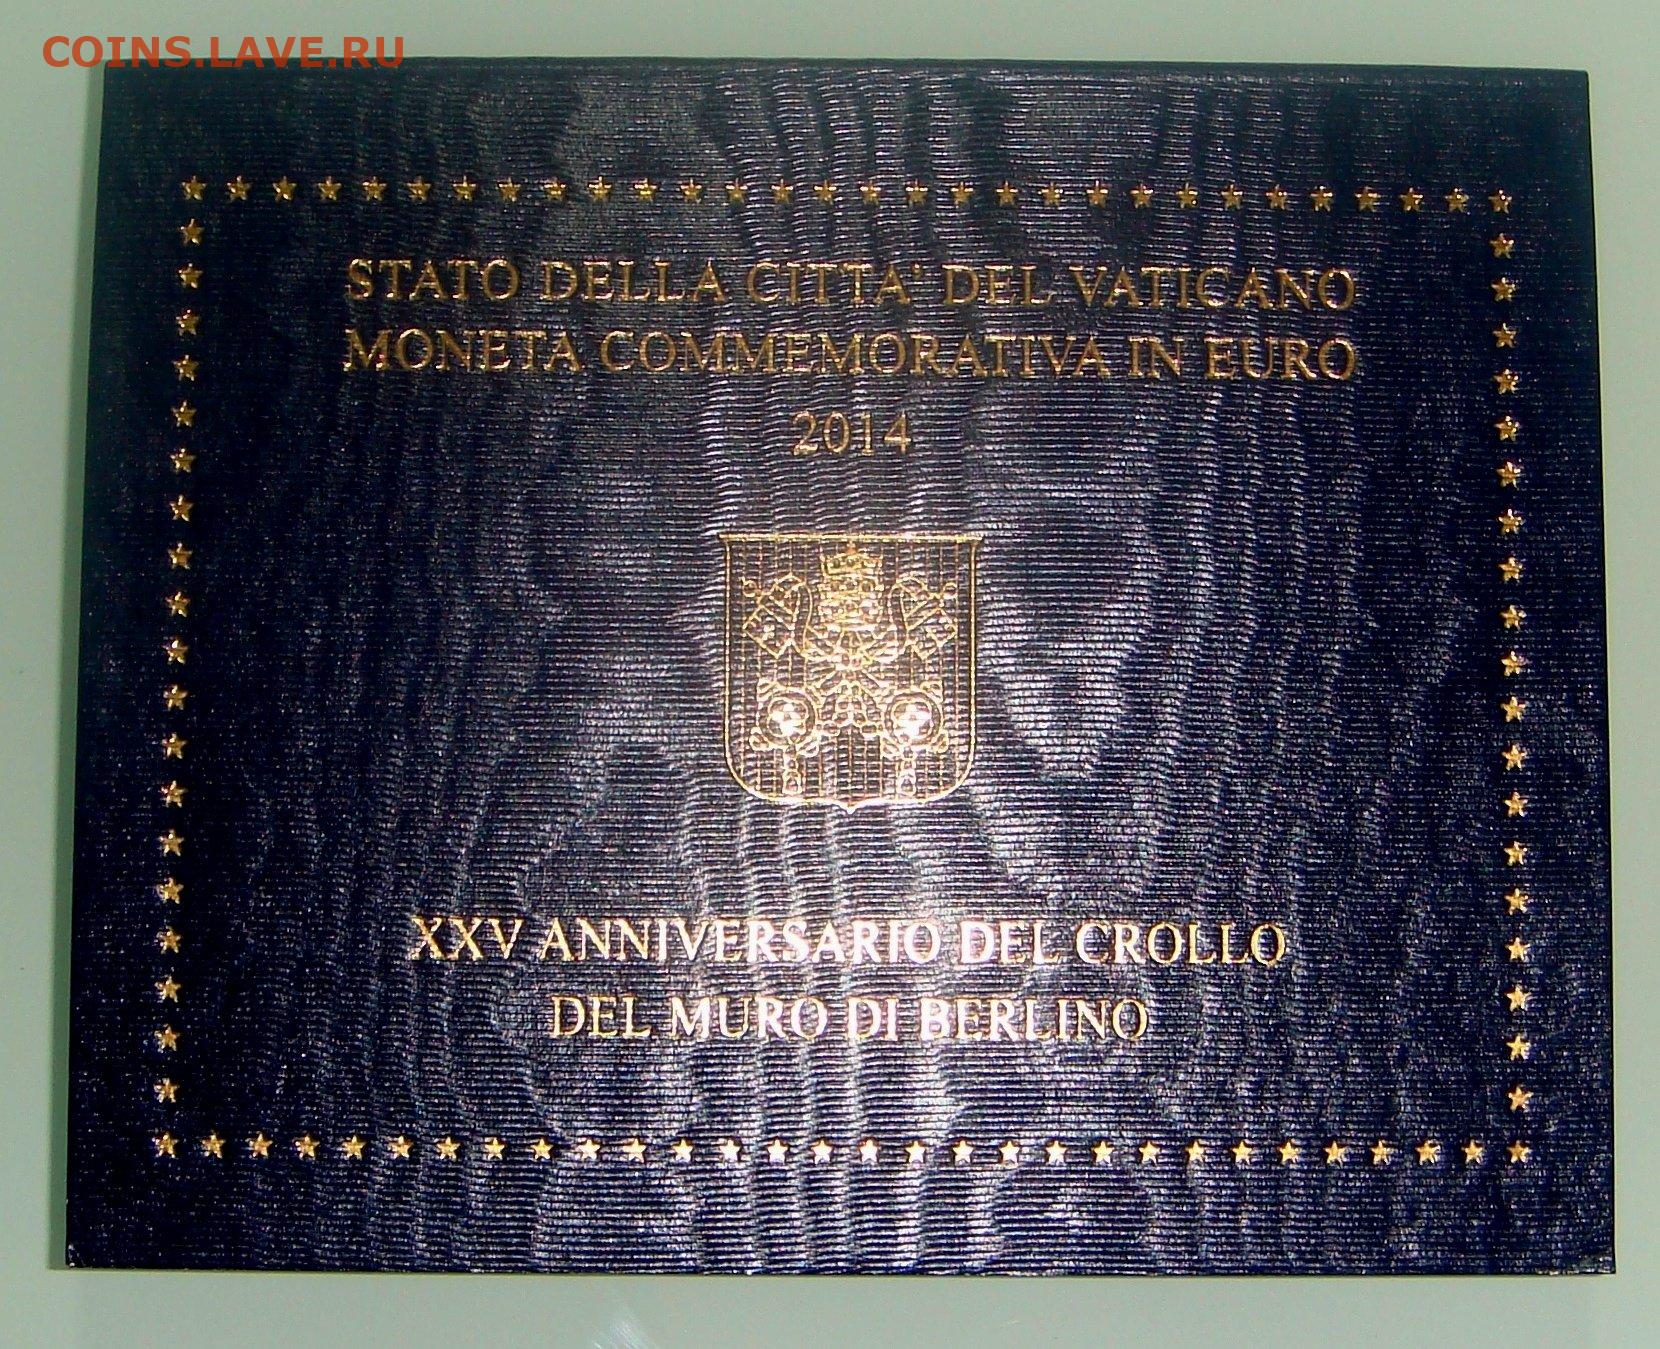 COINS.LAVE.RU
STATO DELLA CITTA' DEL VATICANO
MONETA COMMEMORATIVA IN EURO
2014
XXV ANNIVERSARIO DEL CROLLO
DEL MURO DI BERLINO